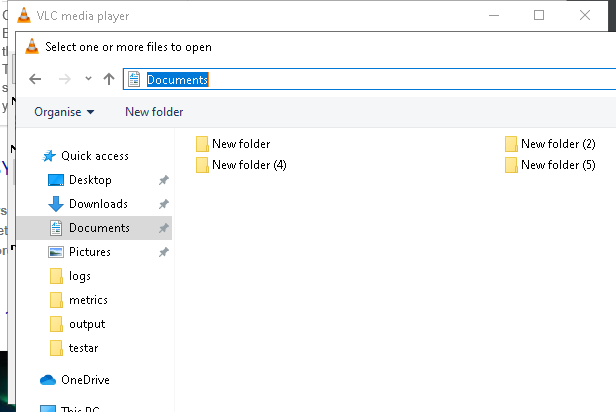 VLC media player
Select one or more files to open
Documents
Organise New folder
New folder New folder (2)
New folder (4) New folder (5)
Quick access
Desktop
Downloads
Documents
Pictures
logs
metrics
output
testar
OneDrive
This PC